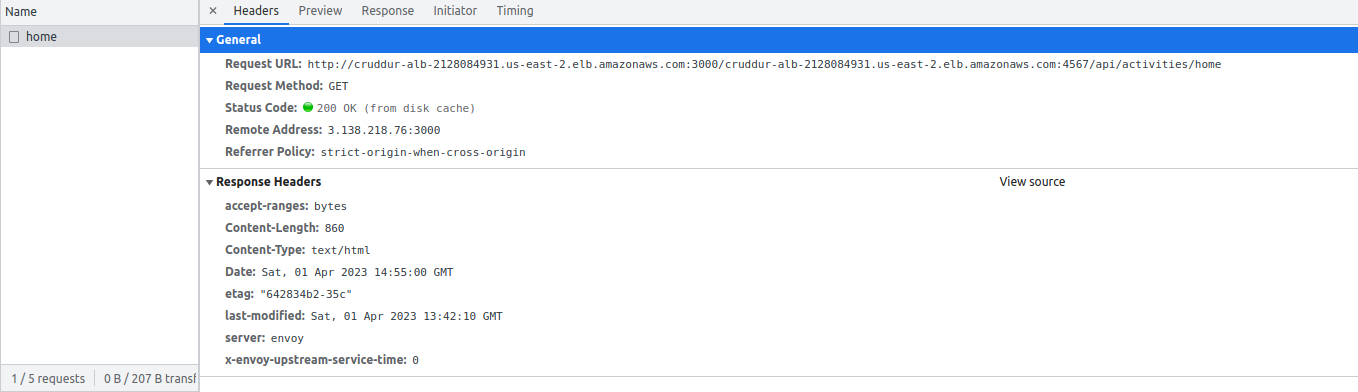 Name
× Headers Preview Response Initiator Timing
home
General
Request URL: http://cruddur-alb-2128084931.us-east-2.elb.amazonaws.com:3000/cruddur-alb-2128084931.us-east-2.elb.amazonaws.com:4567/api/activities/home
Request Method: GET
Status Code: 200 OK (from disk cache)
Remote Address: 3.138.218.76:3000
Referrer Policy: strict-origin-when-cross-origin
Response Headers View source
accept-ranges: bytes
Content-Length: 860
Content-Type: text/html
Date: Sat, 01 Apr 2023 14:55:00 GMT
etag: "642834b2-35c"
last-modified: Sat, 01 Apr 2023 13:42:10 GMT
server: envoy
x-envoy-upstream-service-time: 0
1 / 5 requests 0 B / 207 B transf